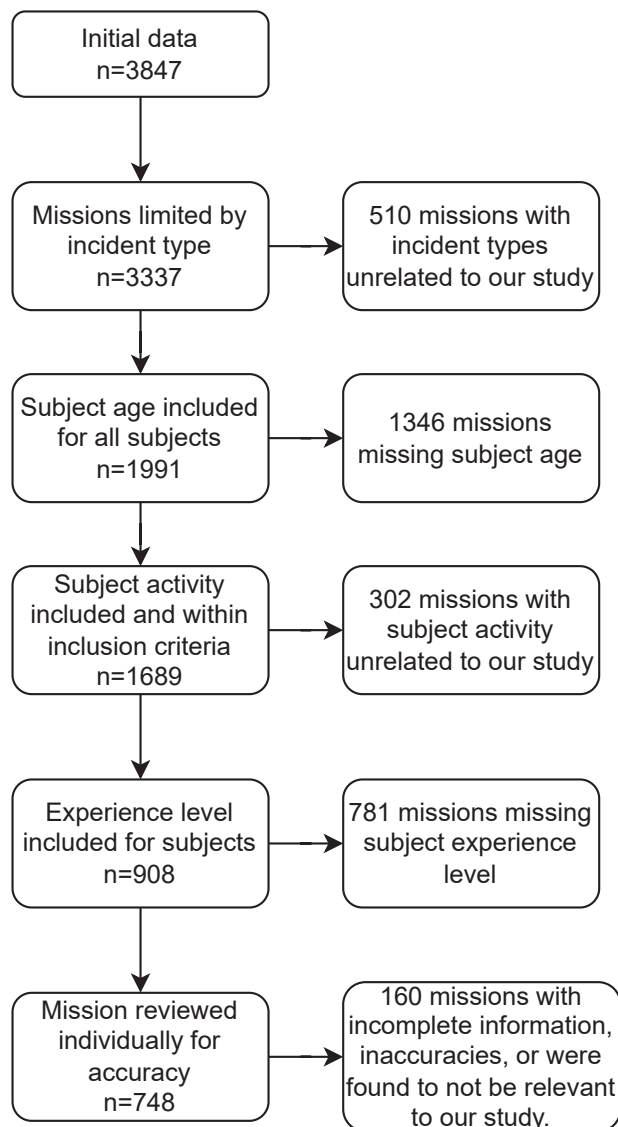 Initial data
n=3847
Missions limited by
incident type
n=3337
510 missions with
incident types
unrelated to our study
Subject age included
for all subjects
n=1991
1346 missions
missing subject age
Subject activity
included and within
inclusion criteria
n=1689
302 missions with
subject activity
unrelated to our study
Experience level
included for subjects
n=908
781 missions missing
subject experience
level
Mission reviewed
individually for
accuracy
n=748
160 missions with
incomplete information,
inaccuracies, or were
found to not be relevant
to our study.